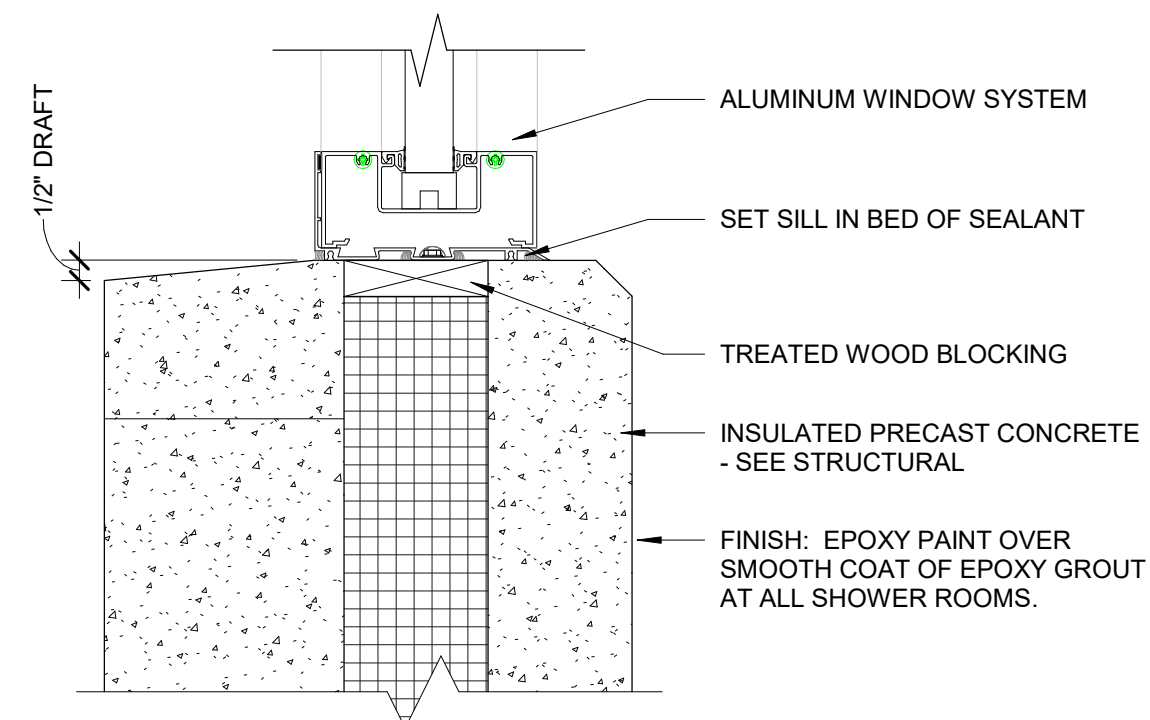 1/2" DRAFT
ALUMINUM WINDOW SYSTEM
SET SILL IN BED OF SEALANT
TREATED WOOD BLOCKING
INSULATED PRECAST CONCRETE
- SEE STRUCTURAL
FINISH: EPOXY PAINT OVER
SMOOTH COAT OF EPOXY GROUT
AT ALL SHOWER ROOMS.